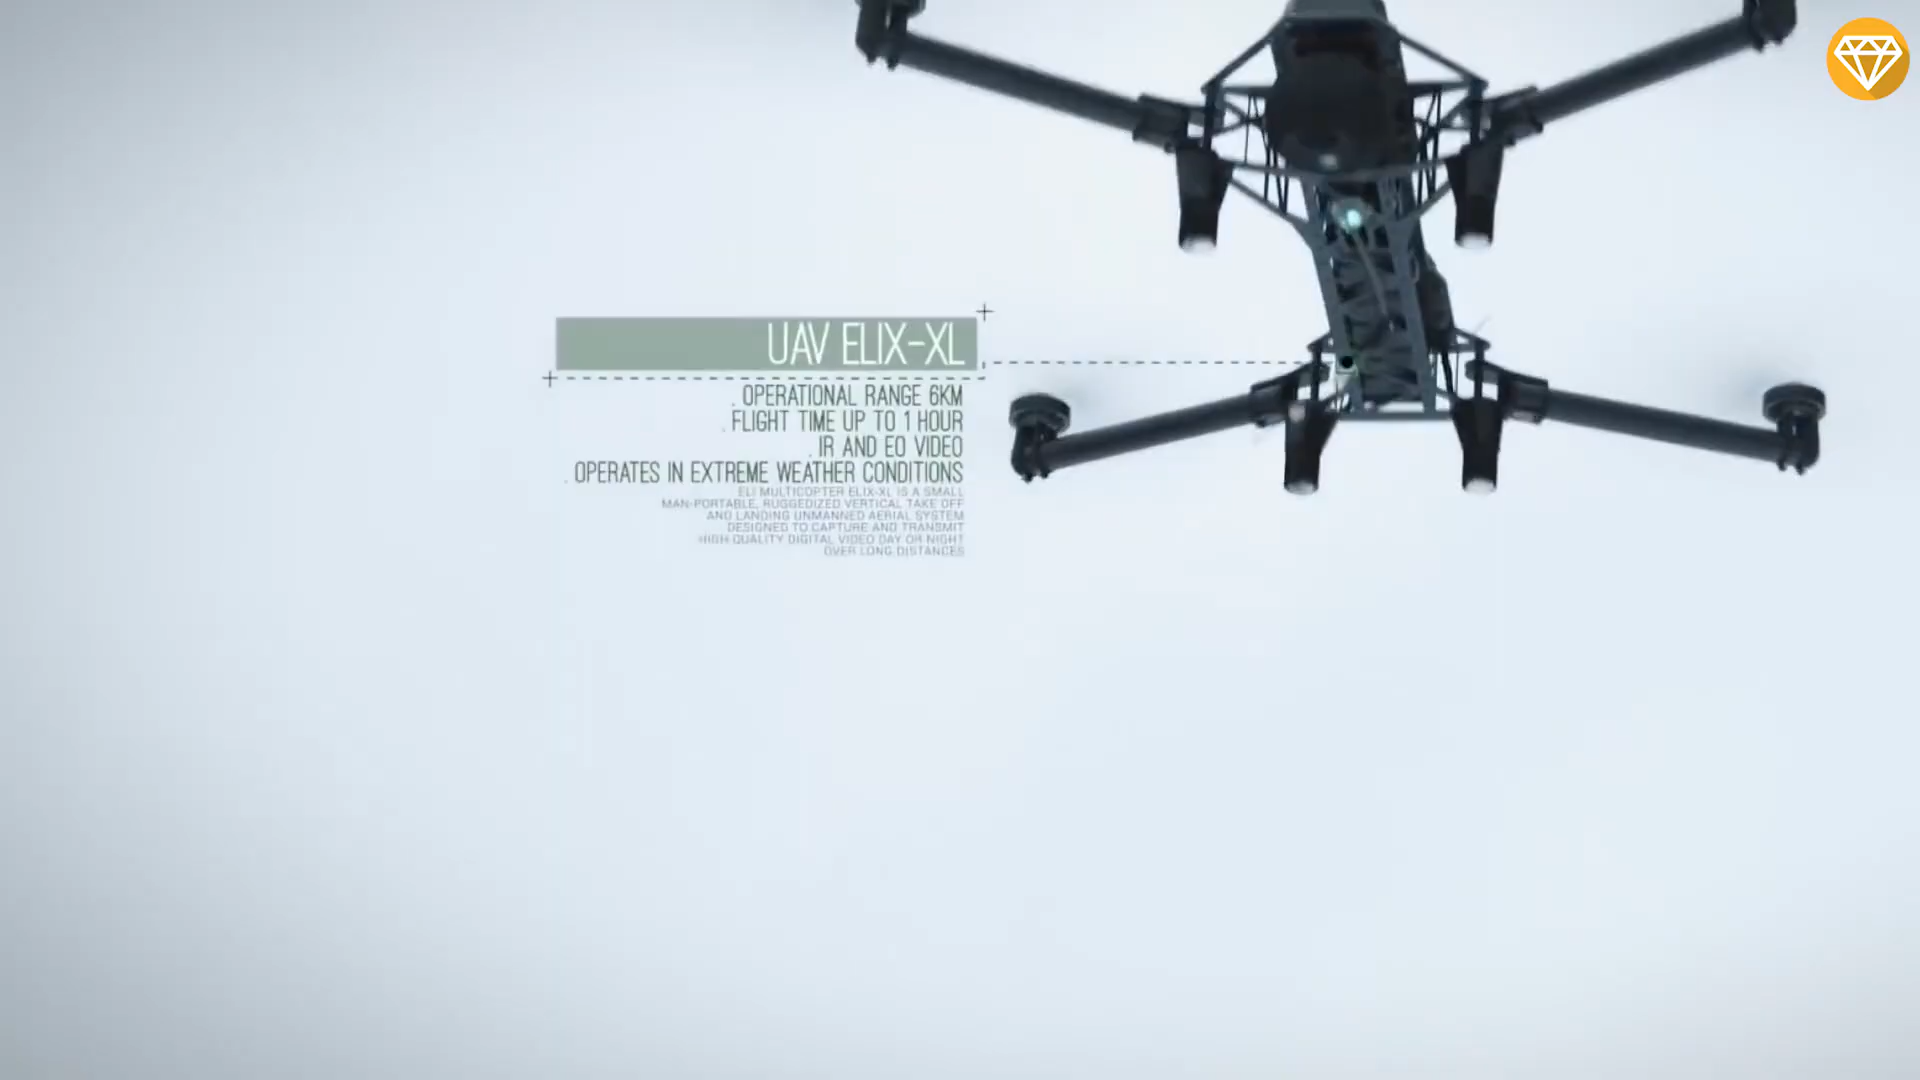 UAV ELIX-XL
. OPERATIONAL RANGE 6KM
. FLIGHT TIME UP TO 1 HOUR
. IR AND EO VIDEO
. OPERATES IN EXTREME WEATHER CONDITIONS
ELI MULTICOPTER ELIX-XL IS A SMALL
MAN-PORTABLE, RUGGEDIZED VERTICAL TAKE OFF
AND LANDING UNMANNED AERIAL SYSTEM
DESIGNED TO CAPTURE AND TRANSMIT
HIGH-QUALITY DIGITAL VIDEO DAY OR NIGHT
OVER LONG DISTANCES